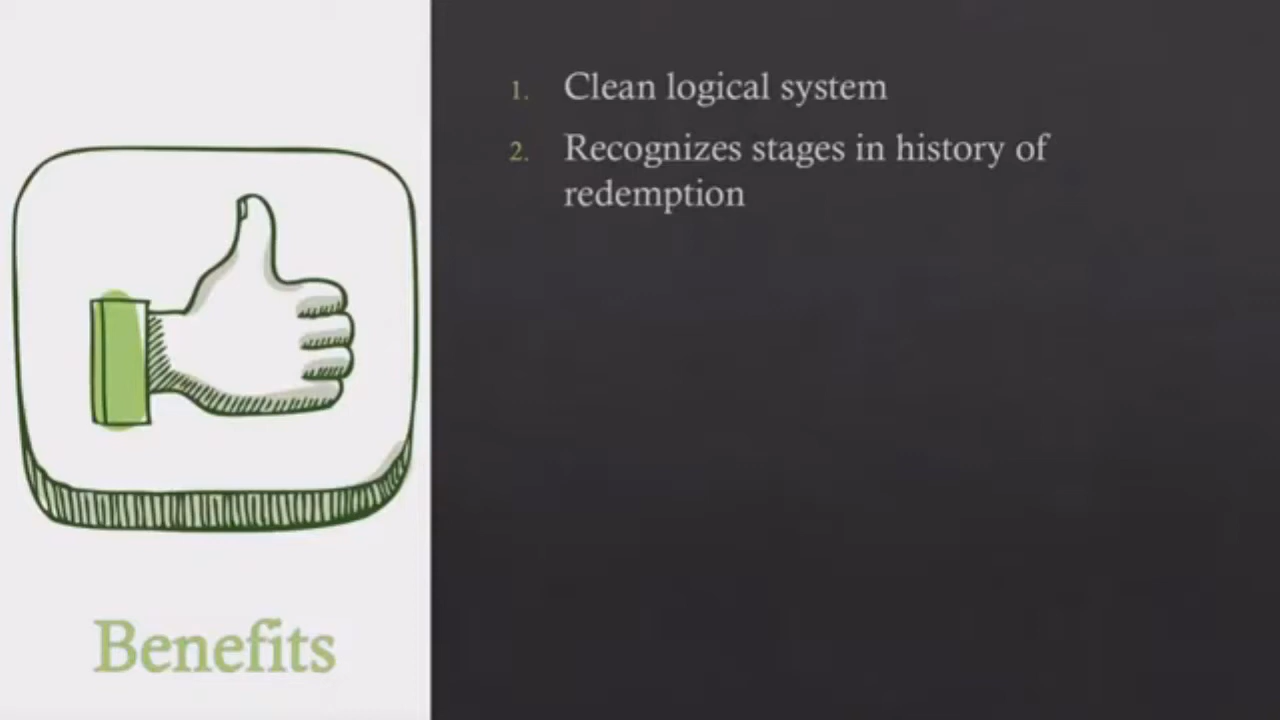 1. Clean logical system
2. Recognizes stages in history of
redemption
Benefits